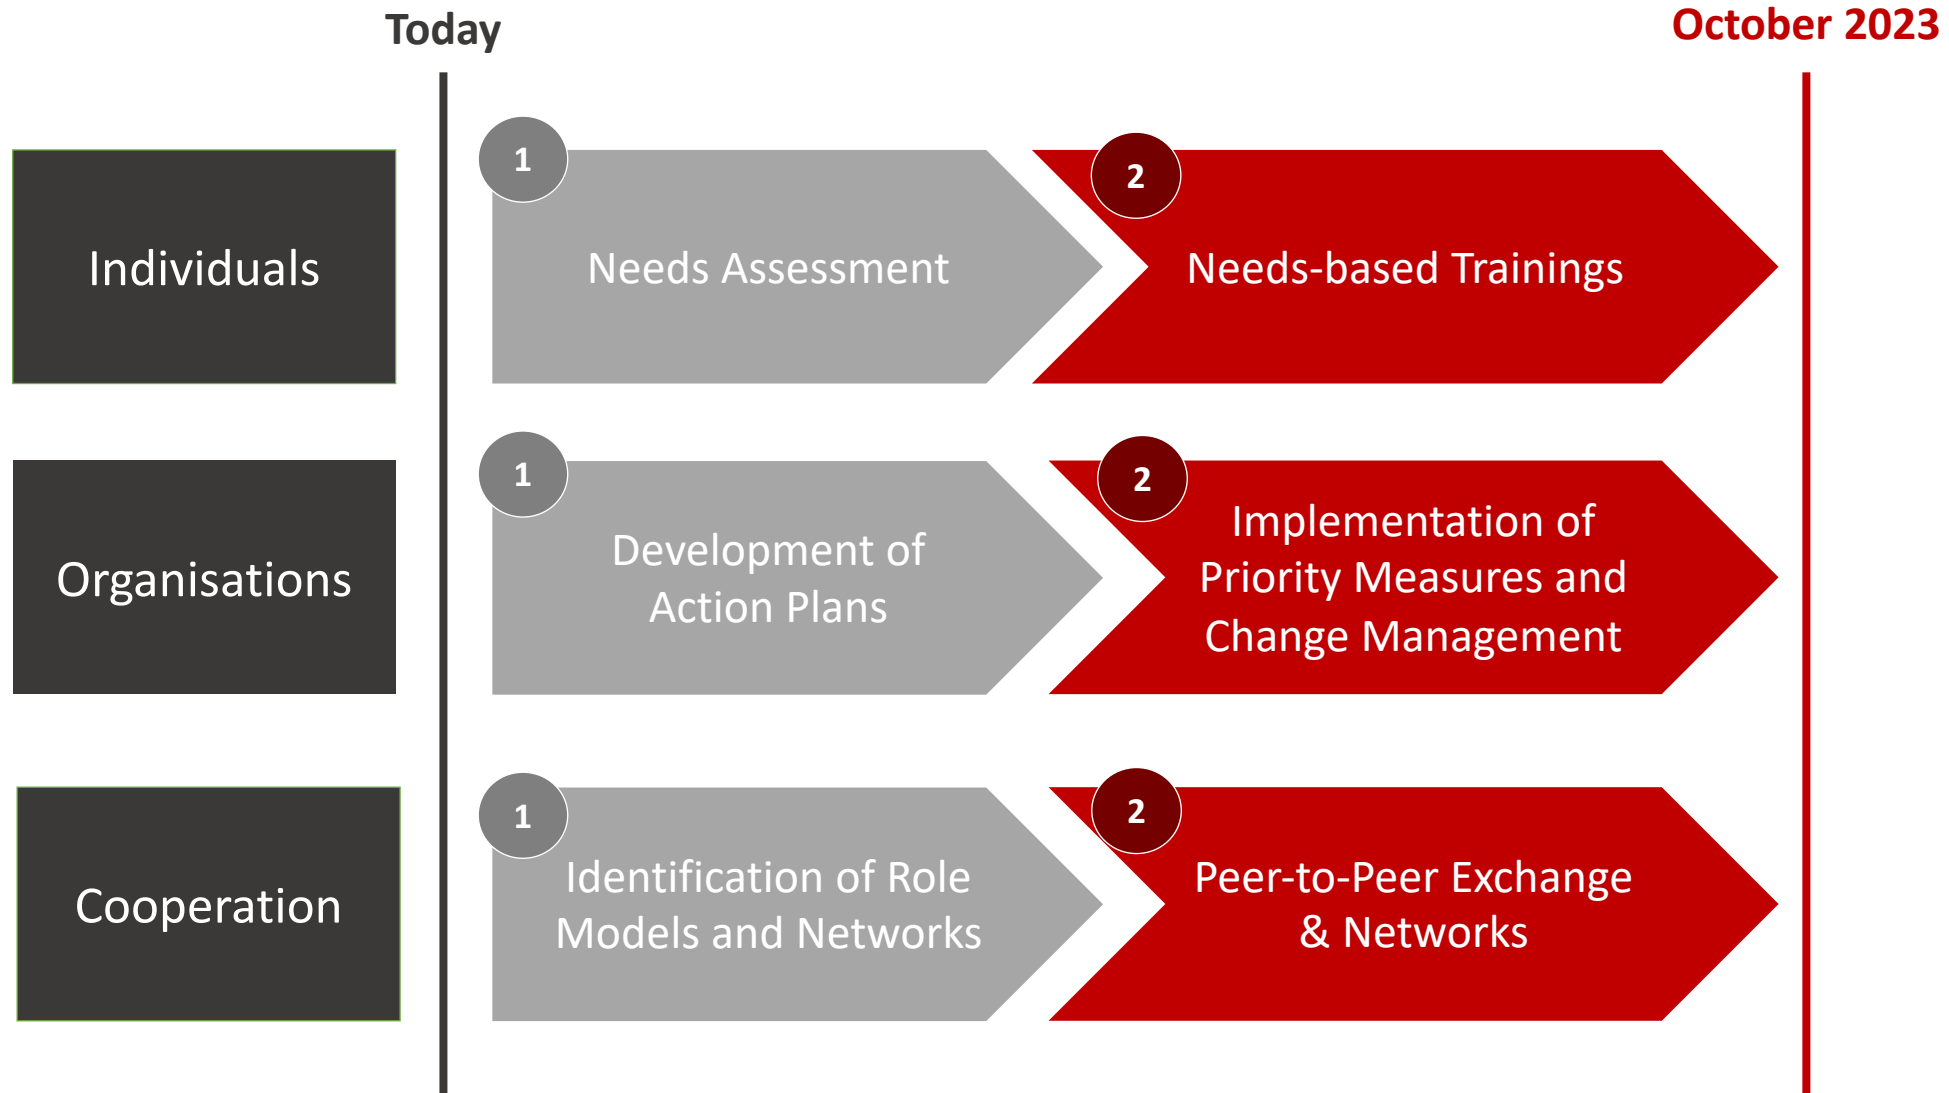 Today
October 2023
Individuals
1
Needs Assessment
2
Needs-based Trainings
Organisations
1
Development of
Action Plans
2
Implementation of
Priority Measures and
Change Management
Cooperation
1
Identification of Role
Models and Networks
2
Peer-to-Peer Exchange
& Networks